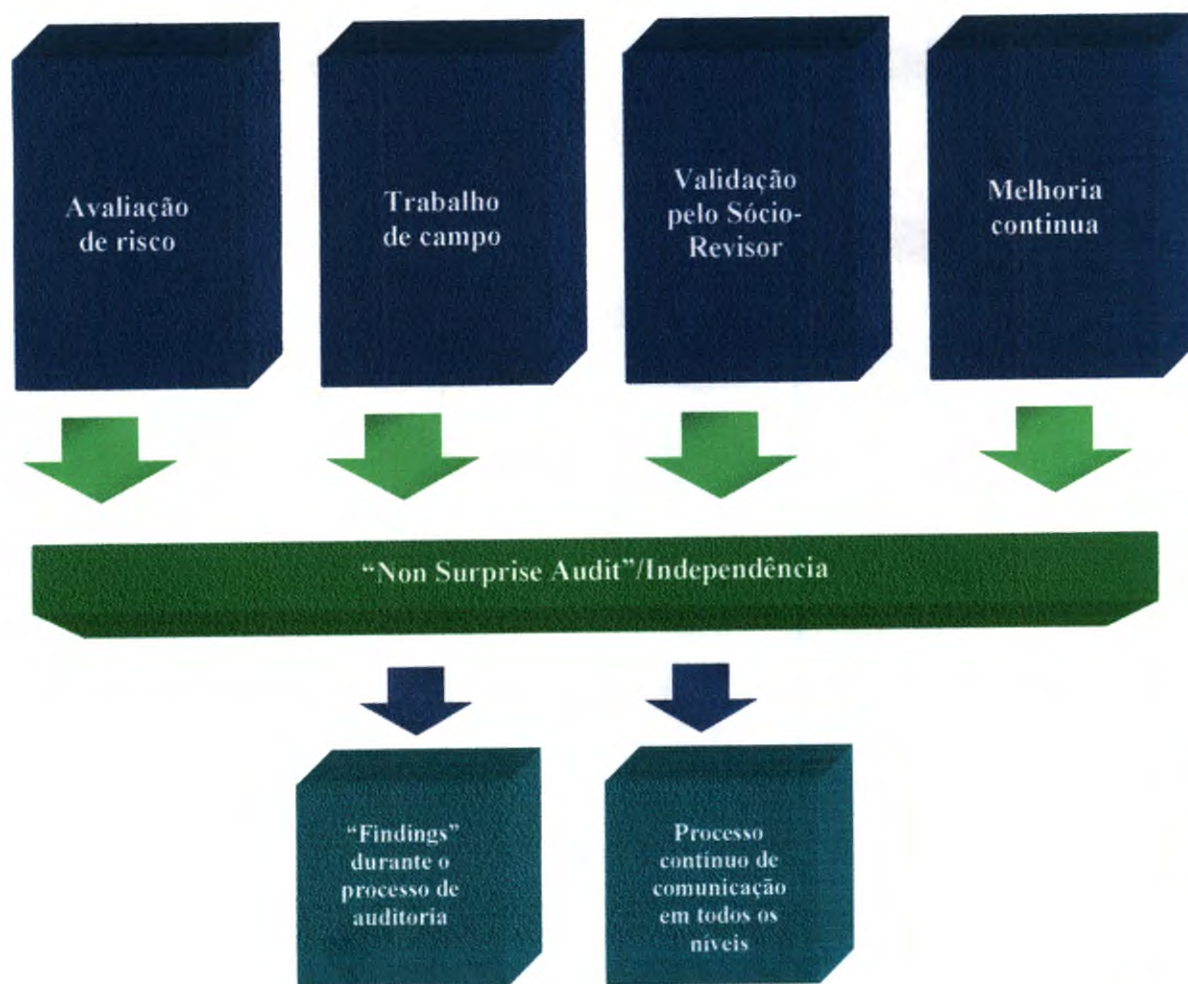 Avaliação
de risco
Trabalho
de campo
Validação
pelo Sócio-
Revisor
Melhoria
continua
“Non Surprise Audit”/Independência
“Findings”
durante o
processo de
auditoria
Processo
contínuo de
comunicação
em todos os
níveis